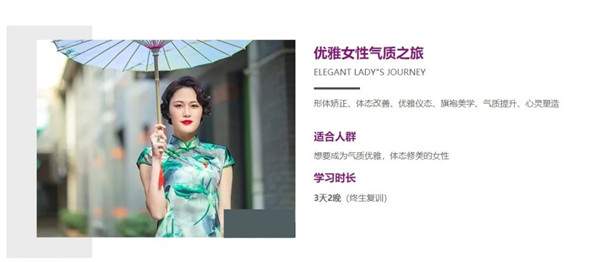 优雅女性气质之旅
ELEGANT LADY"S JOURNEY
形体矫正、体态改善、优雅仪态、旗袍美学、气质提升、心灵塑造
适合人群
想要成为气质优雅，体态修美的女性
学习时长
3天2晚（终生复训）